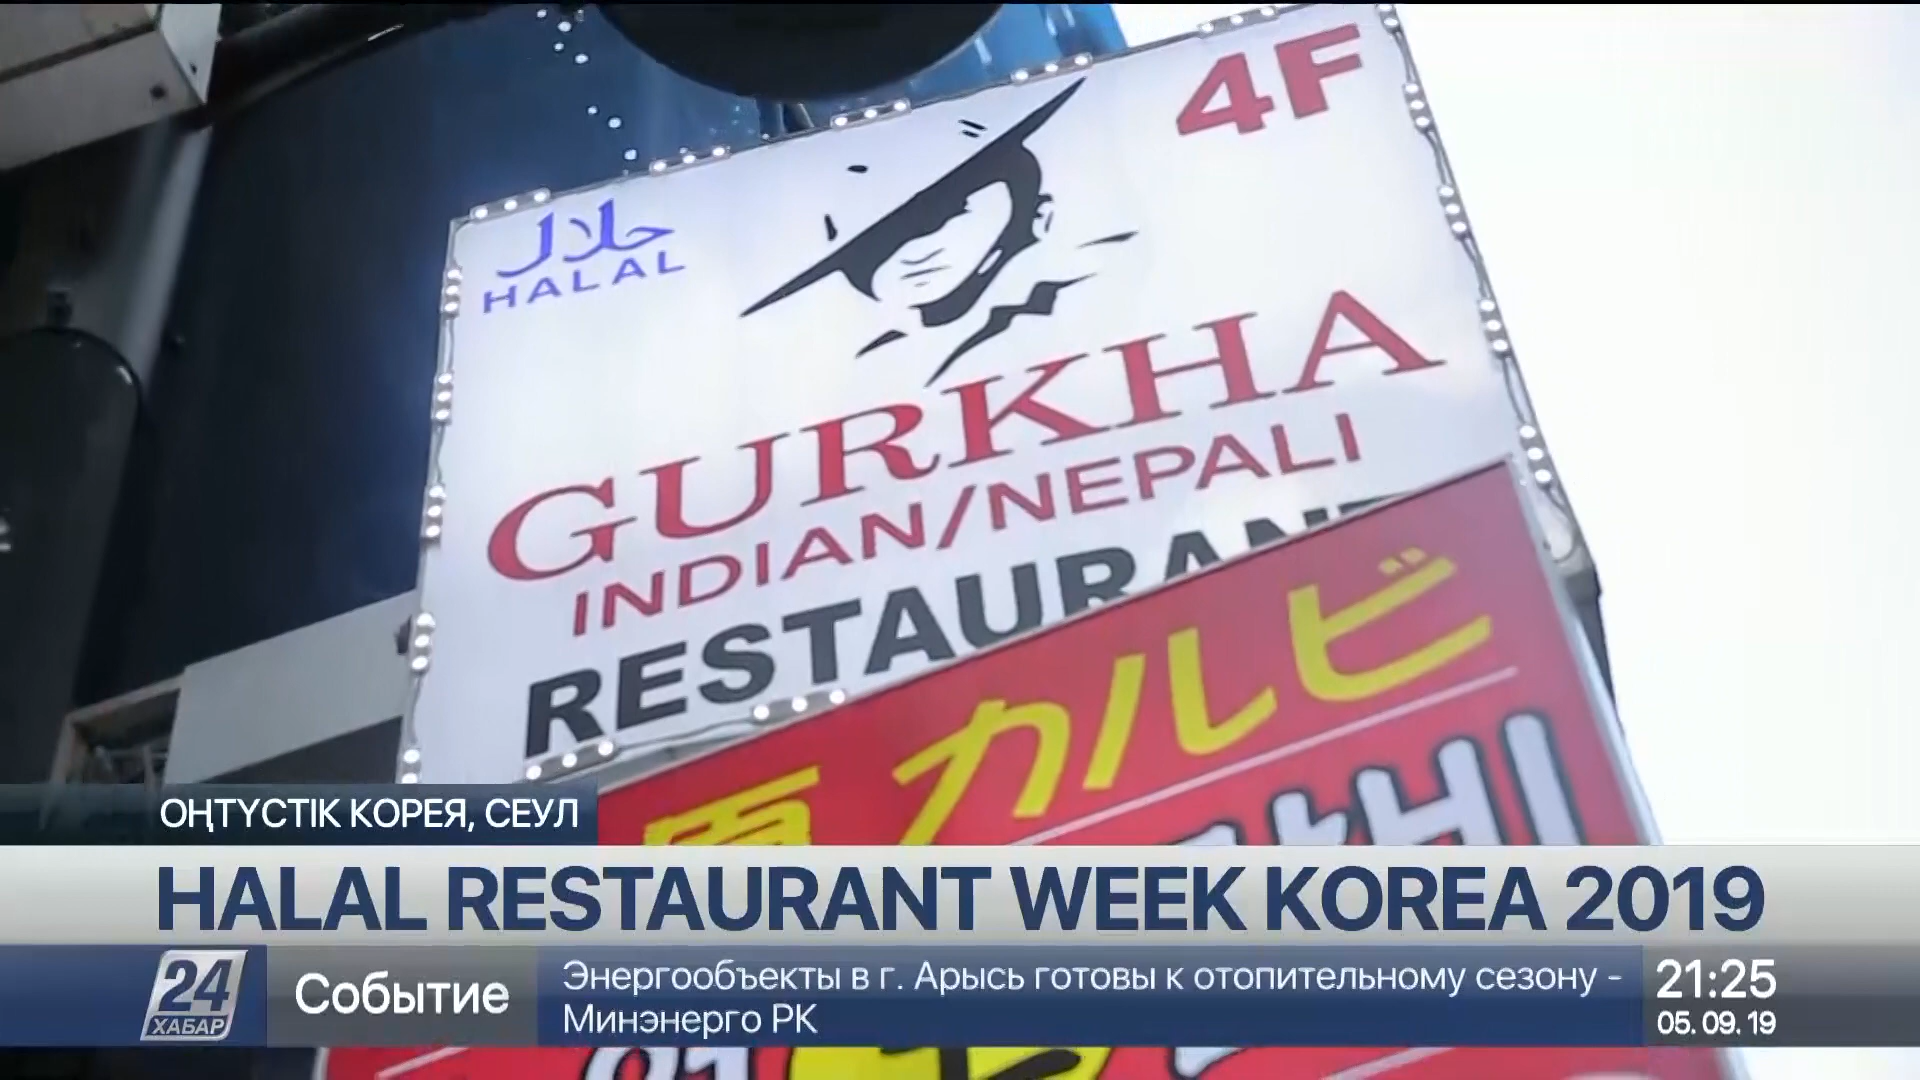 4F
حلال
HALAL
GURKHA
INDIAN/NEPALI
RESTAURANT
カルビ
ОҢТҮСТІК КОРЕЯ, СЕУЛ
HALAL RESTAURANT WEEK KOREA 2019
24
ХАБАР
Событие
Энергообъекты в г. Арысь готовы к отопительному сезону -
Минэнерго РК
21:25
05.09.19